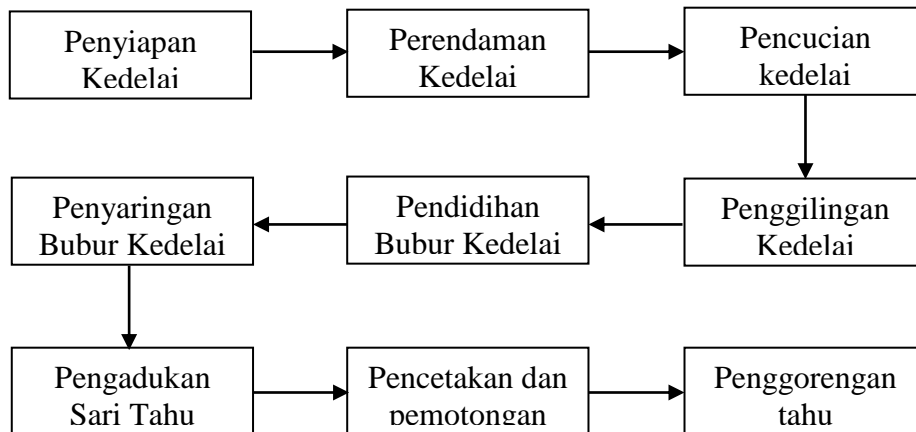 Penyiapan
Kedelai
Perendaman
Kedelai
Pencucian
kedelai
Penyaringan
Bubur Kedelai
Pendidihan
Bubur Kedelai
Penggilingan
Kedelai
Pengadukan
Sari Tahu
Pencetakan dan
pemotongan
Penggorengan
tahu